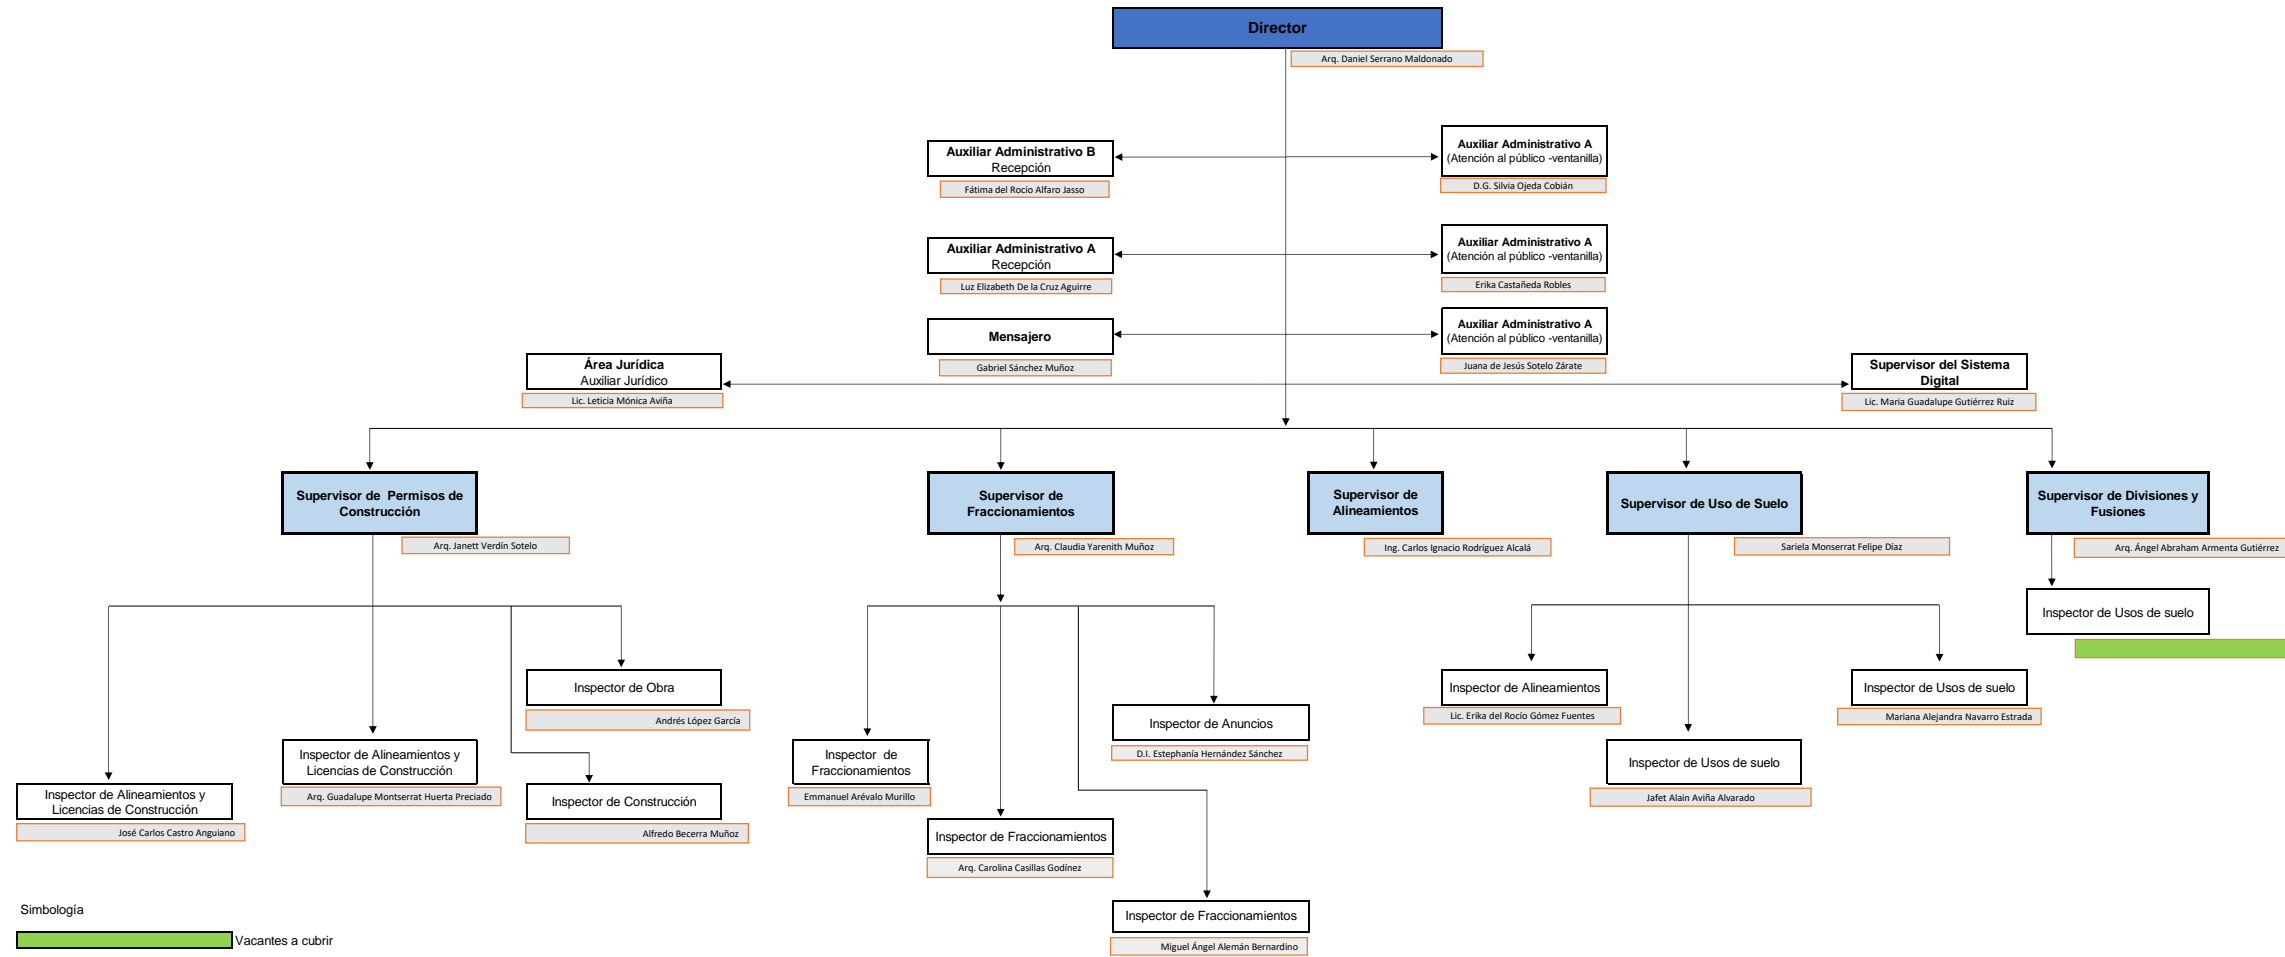 Director
Arq. Daniel Serrano Maldonado
Auxiliar Administrativo B
Recepción
Fátima del Rocío Alfaro Jasso
Auxiliar Administrativo A
(Atención al público -ventanilla)
D.G. Silvia Ojeda Cobián
Auxiliar Administrativo A
Recepción
Luz Elizabeth De la Cruz Aguirre
Auxiliar Administrativo A
(Atención al público -ventanilla)
Erika Castañeda Robles
Mensajero
Gabriel Sánchez Muñoz
Auxiliar Administrativo A
(Atención al público -ventanilla)
Juana de Jesús Sotelo Zárate
Área Jurídica
Auxiliar Jurídico
Lic. Leticia Mónica Aviña
Supervisor del Sistema
Digital
Lic. Maria Guadalupe Gutiérrez Ruiz
Supervisor de Permisos de
Construcción
Arq. Janett Verdín Sotelo
Supervisor de
Fraccionamientos
Arq. Claudia Yarenith Muñoz
Supervisor de
Alineamientos
Ing. Carlos Ignacio Rodríguez Alcalá
Supervisor de Uso de Suelo
Sariela Monserrat Felipe Díaz
Supervisor de Divisiones y
Fusiones
Arq. Ángel Abraham Armenta Gutiérrez
Inspector de Usos de suelo
Inspector de Obra
Andrés López García
Inspector de Alineamientos y
Licencias de Construcción
Arq. Guadalupe Montserrat Huerta Preciado
Inspector de Alineamientos y
Licencias de Construcción
José Carlos Castro Anguiano
Inspector de Construcción
Alfredo Becerra Muñoz
Inspector de Anuncios
D.I. Estephanía Hernández Sánchez
Inspector de
Fraccionamientos
Emmanuel Arévalo Murillo
Inspector de Fraccionamientos
Arq. Carolina Casillas Godínez
Inspector de Fraccionamientos
Miguel Ángel Alemán Bernardino
Inspector de Alineamientos
Lic. Erika del Rocío Gómez Fuentes
Inspector de Usos de suelo
Mariana Alejandra Navarro Estrada
Inspector de Usos de suelo
Jafet Alain Aviña Alvarado
Simbología
Vacantes a cubrir